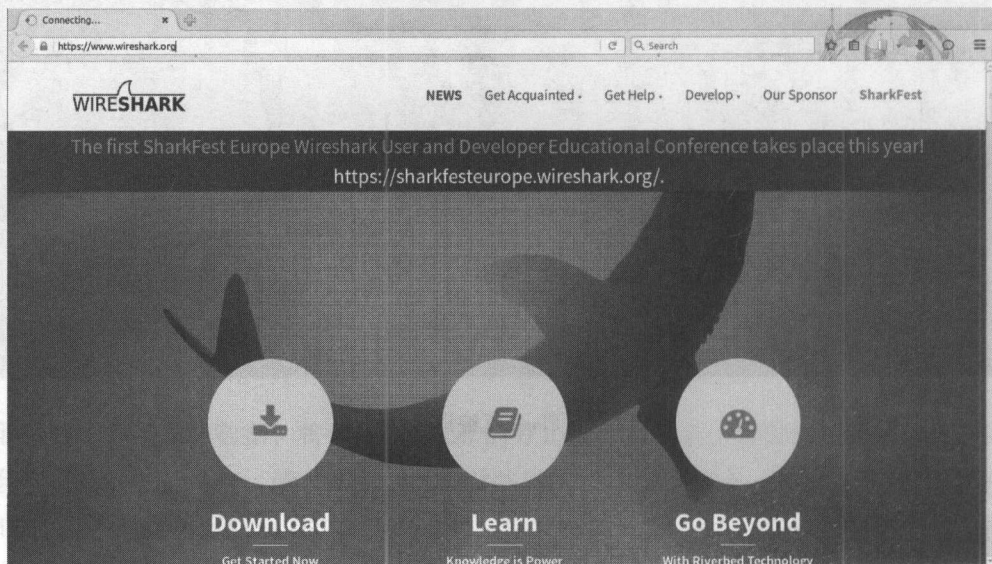 Connecting...
https://www.wireshark.org
Search
WIRESHARK
NEWS Get Acquainted Get Help Develop Our Sponsor SharkFest
The first SharkFest Europe Wireshark User and Developer Educational Conference takes place this year!
https://sharkfesteurope.wireshark.org/.
Download Learn Go Beyond
Get Started Now Knowledge is Power With Riverbed Technology